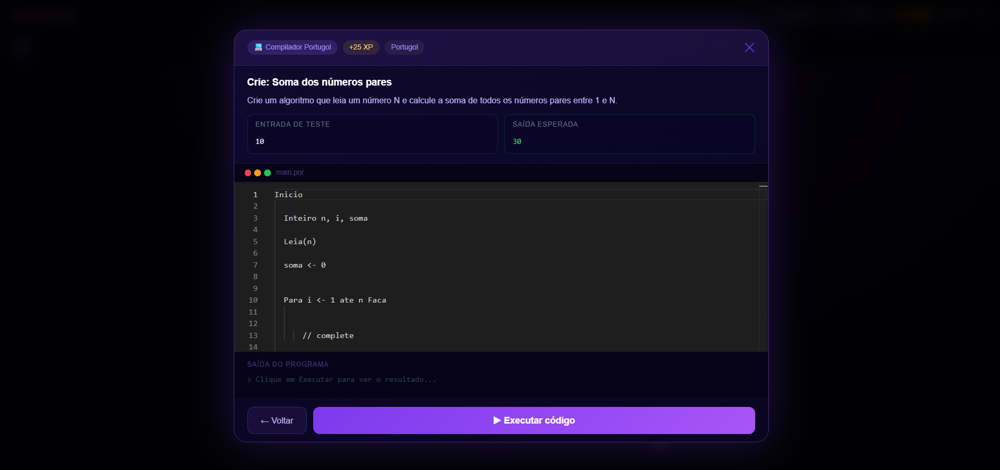 Compilador Portugol +25 XP Portugol
Crie: Soma dos números pares
Crie um algoritmo que leia um número N e calcule a soma de todos os números pares entre 1 e N.
ENTRADA DE TESTE
10
SAÍDA ESPERADA
30
main.por
1 Inicio
2
3 Inteiro n, i, soma
4
5 Leia(n)
6
7 soma <- 0
8
9
10 Para i <- 1 ate n Faca
11
12
13 // complete
14
SAÍDA DO PROGRAMA
> Clique em Executar para ver o resultado...
← Voltar
▶ Executar código